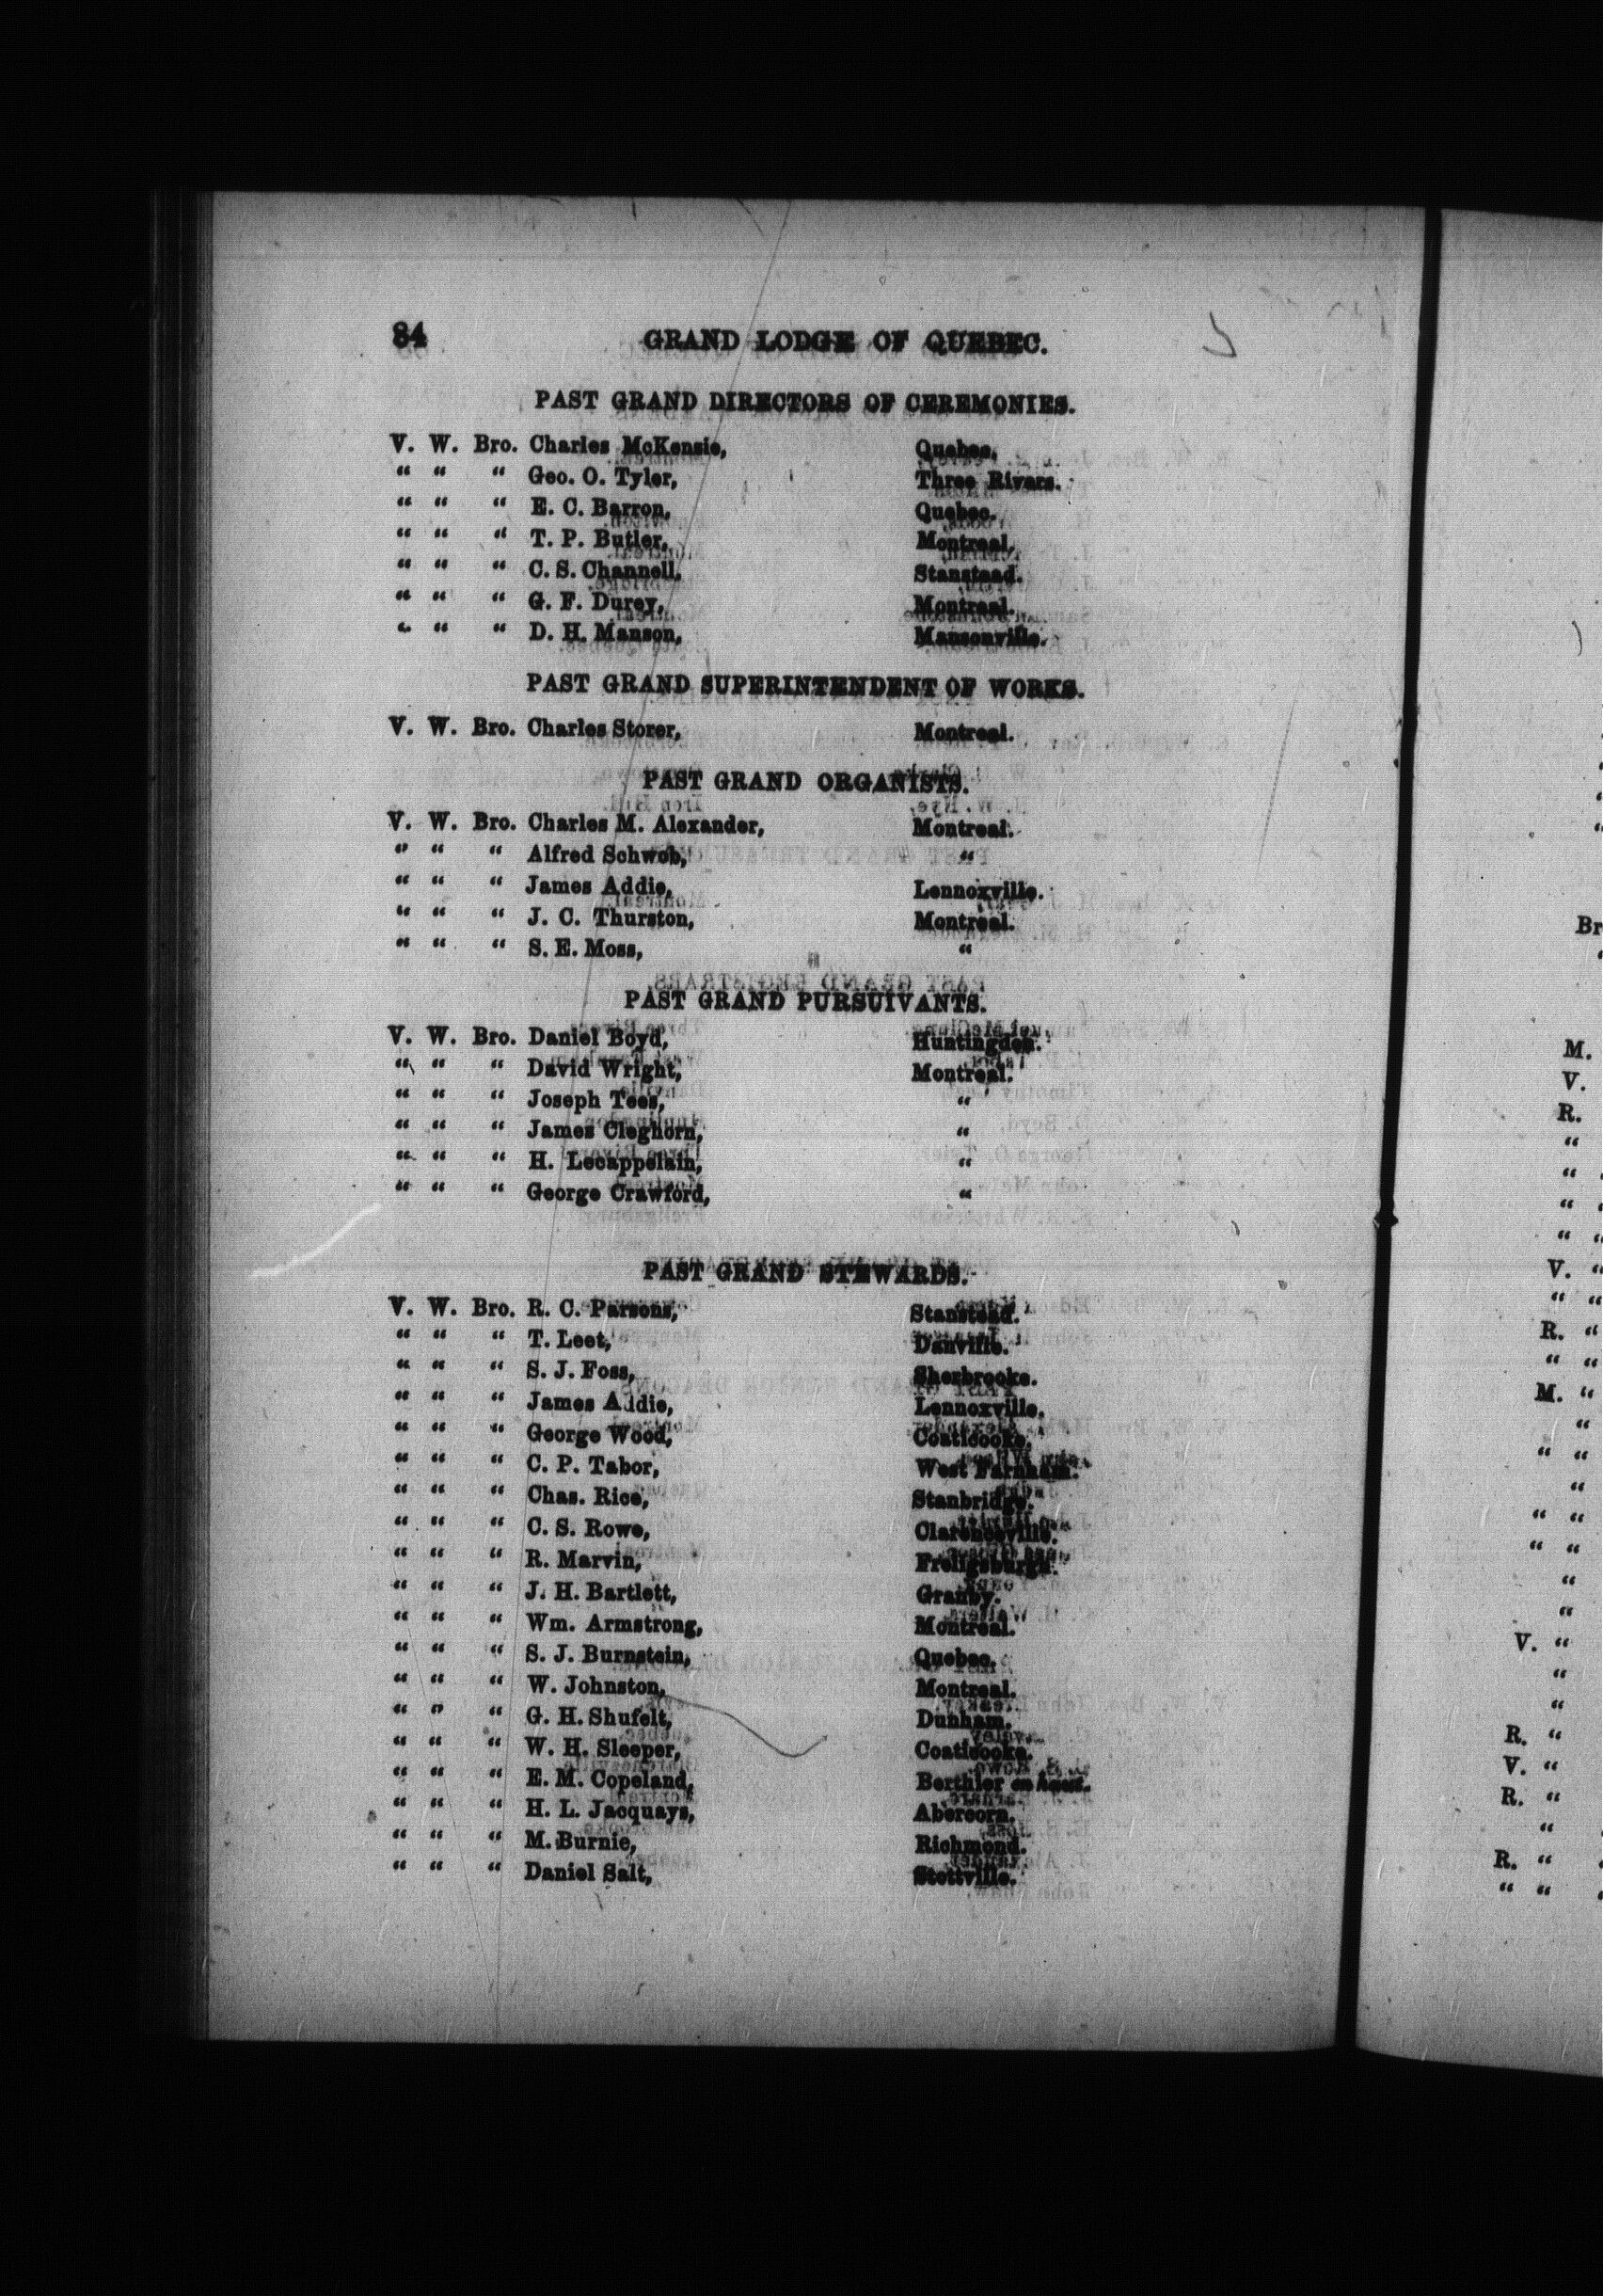 84 GRAND LODGE OF QUEBEC.
PAST GRAND DIRECTORS OF CEREMONIES.
V. W. Bro. Charles McKenzie, Quebec.
“ “ “ Geo. O. Tyler, Three Rivers.
“ “ “ E. C. Barron, Quebec.
“ “ “ T. P. Butler, Montreal.
“ “ “ C. S. Channell, Stanstead.
“ “ “ G. F. Durey, Montreal.
“ “ “ D. H. Manson, Mansonville.
PAST GRAND SUPERINTENDENT OF WORKS.
V. W. Bro. Charles Storer, Montreal.
PAST GRAND ORGANISTS.
V. W. Bro. Charles M. Alexander, Montreal.
“ “ “ Alfred Schwob, “
“ “ “ James Addie, Lennoxville.
“ “ “ J. C. Thurston, Montreal.
“ “ “ S. E. Moss, “
PAST GRAND PURSUIVANTS.
V. W. Bro. Daniel Boyd, Huntingdon.
“ “ “ David Wright, Montreal.
“ “ “ Joseph Tees, “
“ “ “ James Cleghorn, “
“ “ “ H. Lecappelain, “
“ “ “ George Crawford, “
PAST GRAND STEWARDS.
V. W. Bro. R. C. Parsons, Stanstead.
“ “ “ T. Leet, Danville.
“ “ “ S. J. Foss, Sherbrooke.
“ “ “ James Addie, Lennoxville.
“ “ “ George Wood, Coaticooke.
“ “ “ C. P. Tabor, West Farnham.
“ “ “ Chas. Rice, Stanbridge.
“ “ “ C. S. Rowe, Clarenceville.
“ “ “ R. Marvin, Freligsburgh.
“ “ “ J. H. Bartlett, Granby.
“ “ “ Wm. Armstrong, Montreal.
“ “ “ S. J. Burnstein, Quebec.
“ “ “ W. Johnston, Montreal.
“ “ “ G. H. Shufelt, Dunham.
“ “ “ W. H. Sleeper, Coaticooke.
“ “ “ E. M. Copeland, Berthier en haut.
“ “ “ H. L. Jacquays, Abercorn.
“ “ “ M. Burnie, Richmond.
“ “ “ Daniel Salt, Stottville.